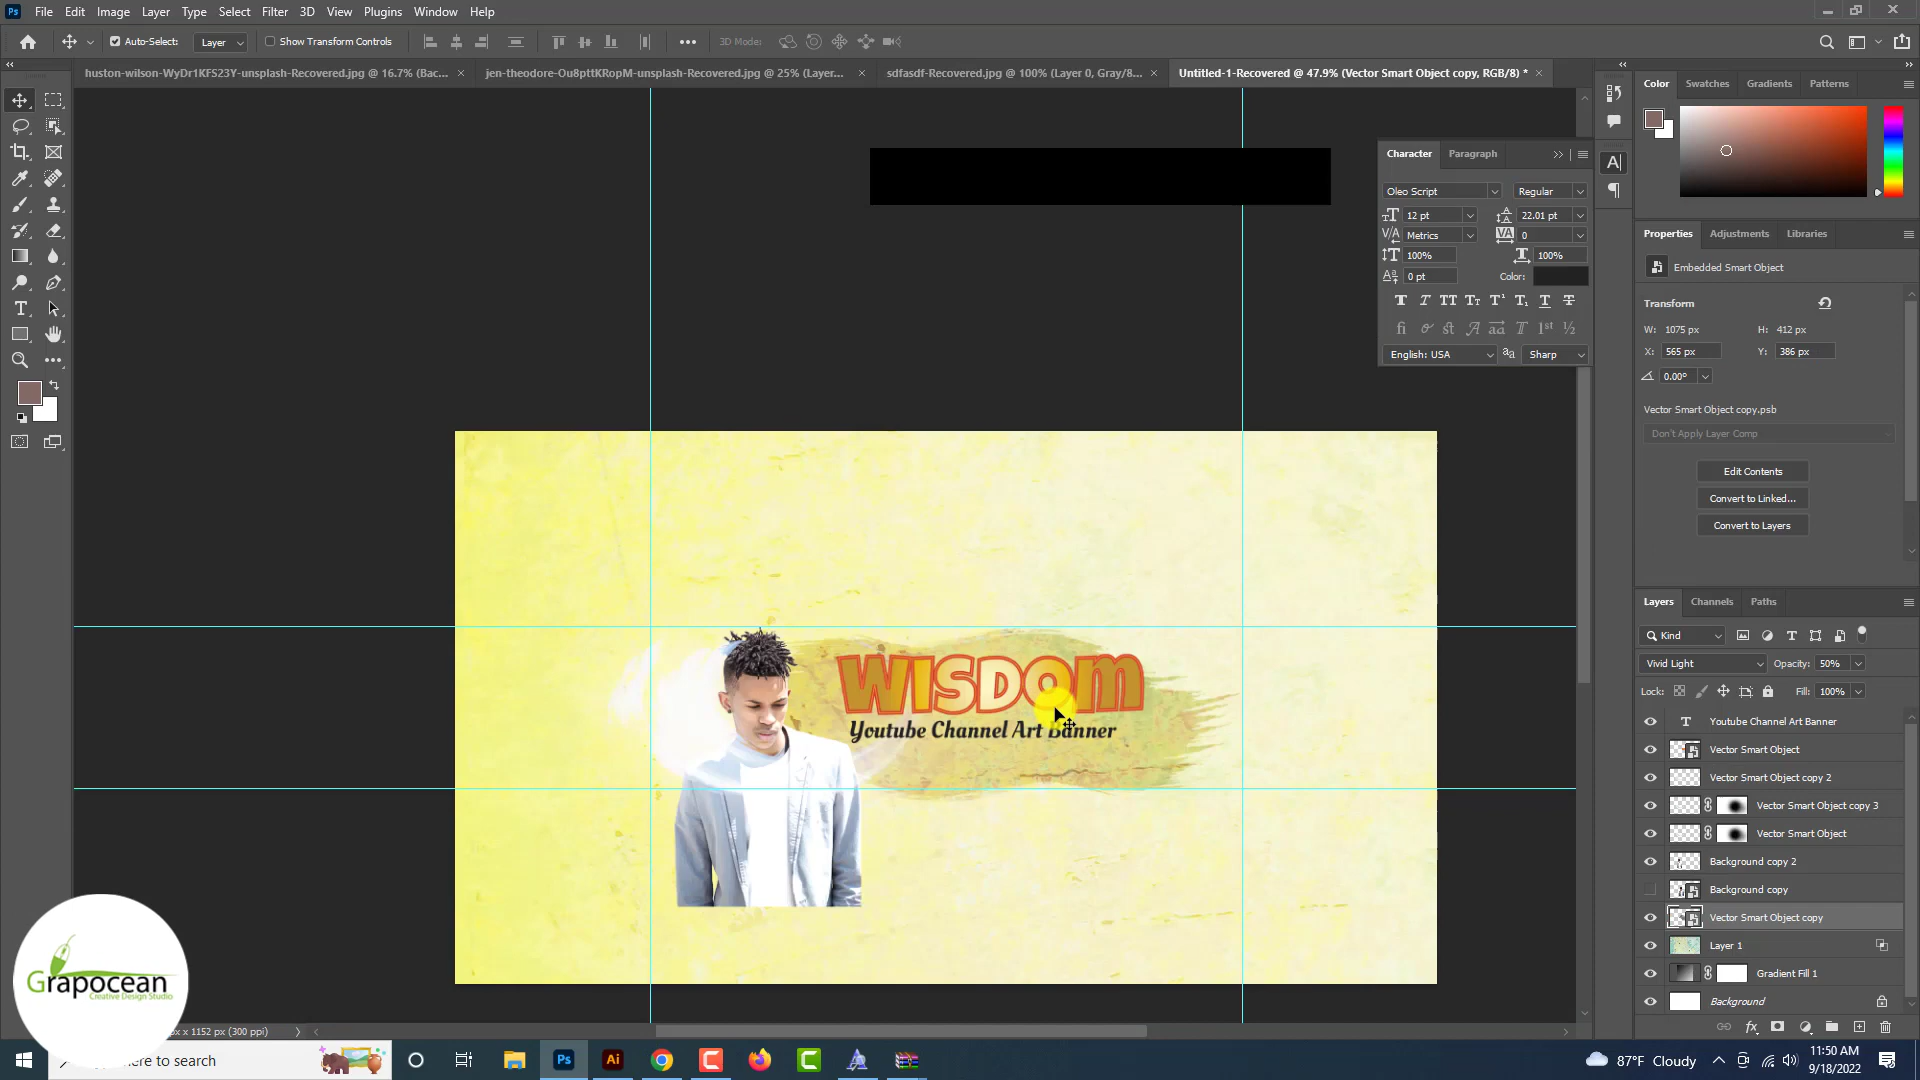 Ps File Edit Image Layer Type Select Filter 3D View Plugins Window Help
Auto-Select: Layer Show Transform Controls 3D Mode:
huston-wilson-WyDr1KFS23Y-unsplash-Recovered.jpg @ 16.7% (Bac... ×
jen-theodore-Ou8pttKRopM-unsplash-Recovered.jpg @ 25% (Layer... ×
sdfasdf-Recovered.jpg @ 100% (Layer 0, Gray/8... ×
Untitled-1-Recovered @ 47.9% (Vector Smart Object copy, RGB/8) * ×
Color Swatches Gradients Patterns
Character Paragraph
Oleo Script Regular
12 pt 22.01 pt
Metrics 0
100% 100%
0 pt Color:
English: USA Sharp
Properties Adjustments Libraries
Embedded Smart Object
Transform
W: 1075 px H: 412 px
X: 565 px Y: 386 px
0.00°
Vector Smart Object copy.psb
Don't Apply Layer Comp
Edit Contents
Convert to Linked...
Convert to Layers
WISDOM
Youtube Channel Art Banner
Layers Channels Paths
Kind
Vivid Light Opacity: 50%
Lock: Fill: 100%
Youtube Channel Art Banner
Vector Smart Object
Vector Smart Object copy 2
Vector Smart Object copy 3
Vector Smart Object
Background copy 2
Background copy
Vector Smart Object copy
Layer 1
Gradient Fill 1
Background
Grapocean
Creative Design Studio
px x 1152 px (300 ppi)
here to search
Ps Ai
87°F Cloudy
11:50 AM
9/18/2022